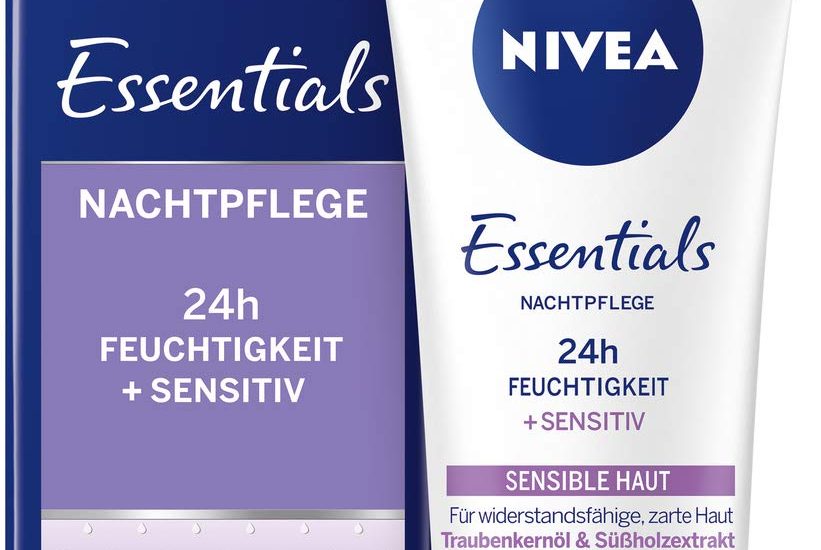 Essentials
NACHTPFLEGE
24h
FEUCHTIGKEIT
+ SENSITIV
NIVEA
Essentials
NACHTPFLEGE
24h
FEUCHTIGKEIT
+ SENSITIV
SENSIBLE HAUT
Für widerstandsfähige, zarte Haut
Traubenkernöl & Süßholzextrakt